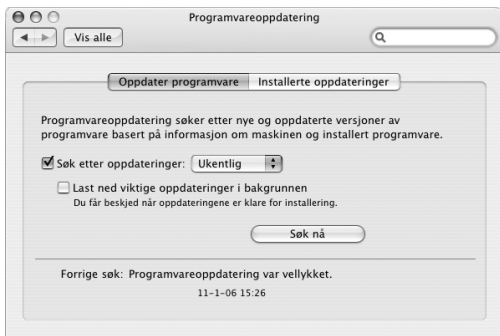 Programvareoppdatering
Vis alle
Oppdater programvare Installerte oppdateringer
Programvareoppdatering søker etter nye og oppdaterte versjoner av
programvare basert på informasjon om maskinen og installert programvare.
Søk etter oppdateringer: Ukentlig
Last ned viktige oppdateringer i bakgrunnen
Du får beskjed når oppdateringene er klare for installering.
Søk nå
Forrige søk: Programvareoppdatering var vellykket.
11-1-06 15:26